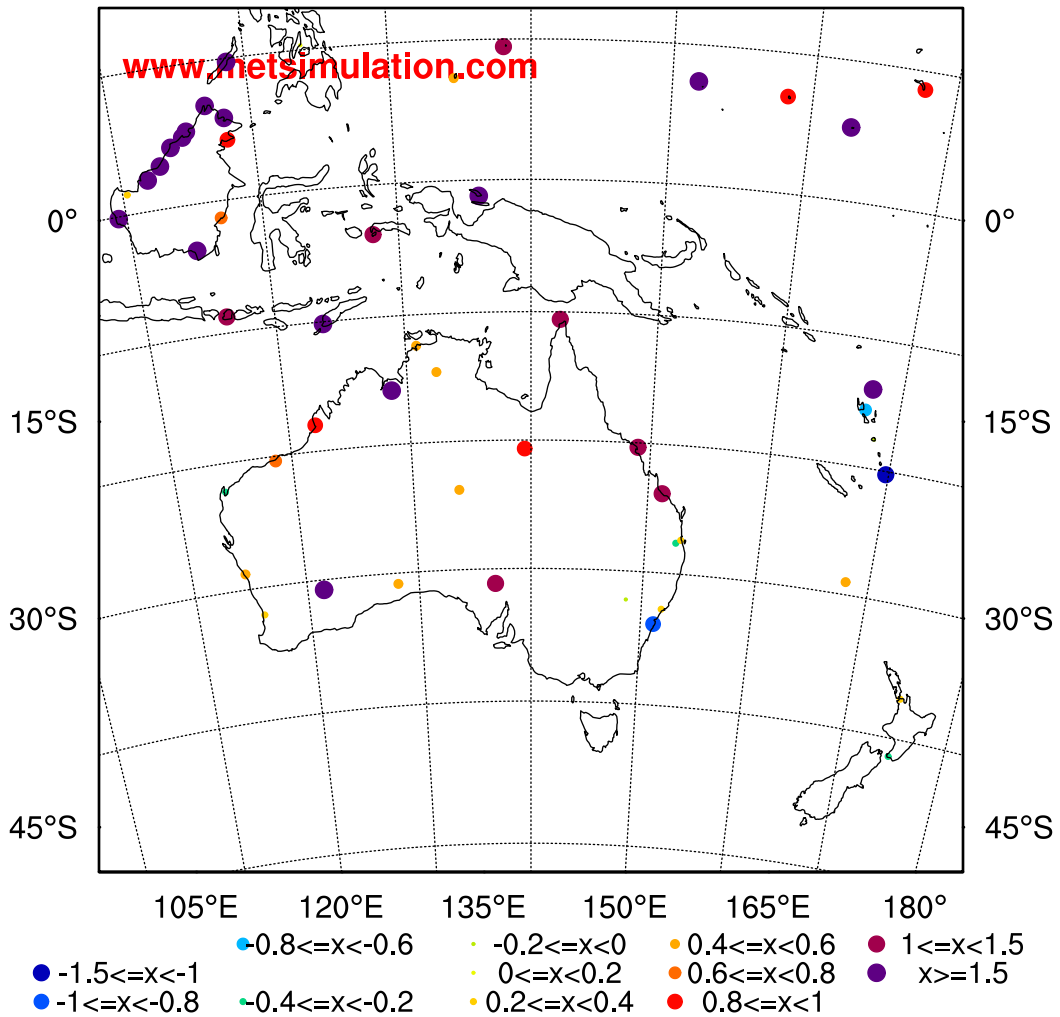 www.metsimulation.com
0° 0°
15°S 15°S
30°S 30°S
45°S 45°S
105°E 120°E 135°E 150°E 165°E 180°
-0.8<=x<-0.6 -0.2<=x<0 0.4<=x<0.6 1<=x<1.5
-1.5<=x<-1 0<=x<0.2 0.6<=x<0.8 x>=1.5
-1<=x<-0.8 -0.4<=x<-0.2 0.2<=x<0.4 0.8<=x<1